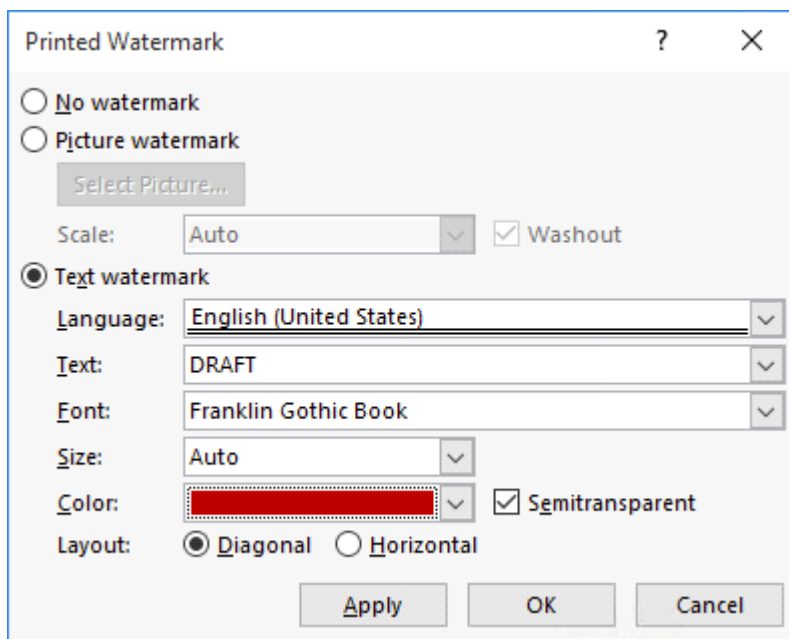 Printed Watermark ?
No watermark
Picture watermark
Select Picture...
Scale: Auto Washout
Text watermark
Language: English (United States)
Text: DRAFT
Font: Franklin Gothic Book
Size: Auto
Color: Semitransparent
Layout: Diagonal Horizontal
Apply OK Cancel